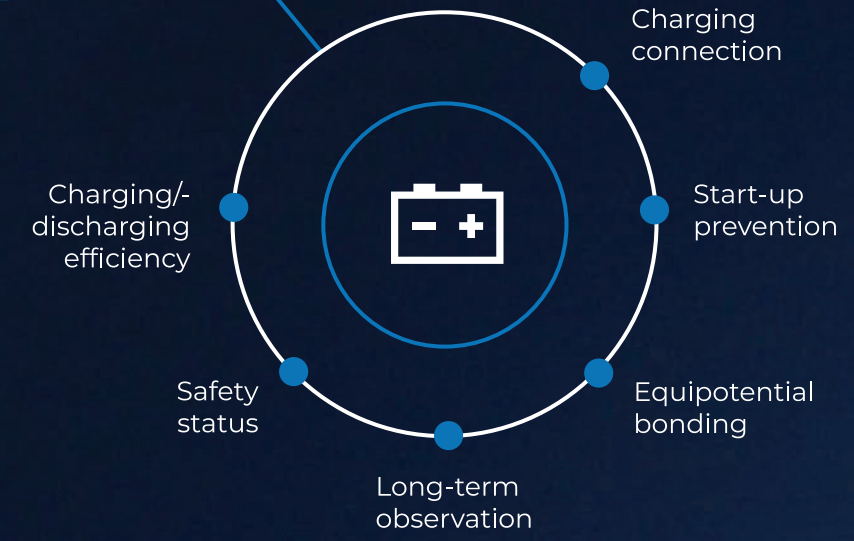 Charging
connection
Charging/-
discharging
efficiency
Start-up
prevention
Safety
status
Equipotential
bonding
Long-term
observation